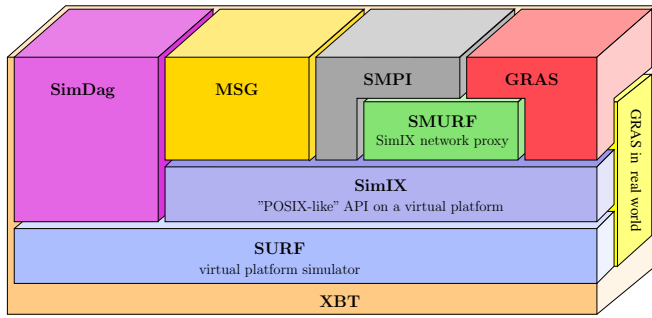 SimDag
MSG
SMPI
GRAS
SMURF
SimIX network proxy
GRAS in real world
SimIX
"POSIX-like" API on a virtual platform
SURF
virtual platform simulator
XBT